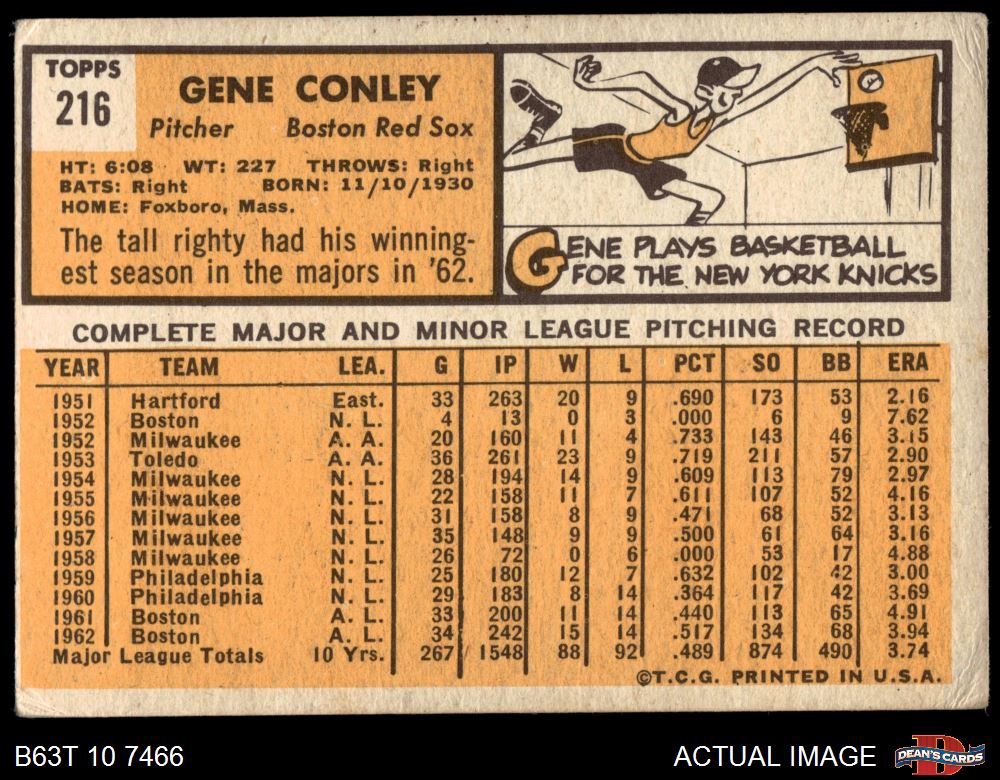 TOPPS
216
GENE CONLEY
Pitcher Boston Red Sox
HT: 6:08 WT: 227 THROWS: Right
BATS: Right BORN: 11/10/1930
HOME: Foxboro, Mass.
The tall righty had his winning-
est season in the majors in '62.
GENE PLAYS BASKETBALL
FOR THE NEW YORK KNICKS
COMPLETE MAJOR AND MINOR LEAGUE PITCHING RECORD
YEAR TEAM LEA. G IP W L PCT SO BB ERA
1951 Hartford East. 33 263 20 9 .690 173 53 2.16
1952 Boston N. L. 4 13 0 3 .000 6 9 7.62
1952 Milwaukee A. A. 20 160 11 4 .733 143 46 3.15
1953 Toledo A. A. 36 261 23 9 .719 211 57 2.90
1954 Milwaukee N. L. 28 194 14 9 .609 113 79 2.97
1955 Milwaukee N. L. 22 158 11 7 .611 107 52 4.16
1956 Milwaukee N. L. 31 158 8 9 .471 68 52 3.13
1957 Milwaukee N. L. 35 148 9 9 .500 61 64 3.16
1958 Milwaukee N. L. 26 72 0 6 .000 53 17 4.88
1959 Philadelphia N. L. 25 180 12 7 .632 102 42 3.00
1960 Philadelphia N. L. 29 183 8 14 .364 117 42 3.69
1961 Boston A. L. 33 200 11 14 .440 113 65 4.91
1962 Boston A. L. 34 242 15 14 .517 134 68 3.94
Major League Totals 10 Yrs. 267 1548 88 92 .489 874 490 3.74
©T.C.G. PRINTED IN U.S.A.
B63T 10 7466 ACTUAL IMAGE
DEAN'S CARDS